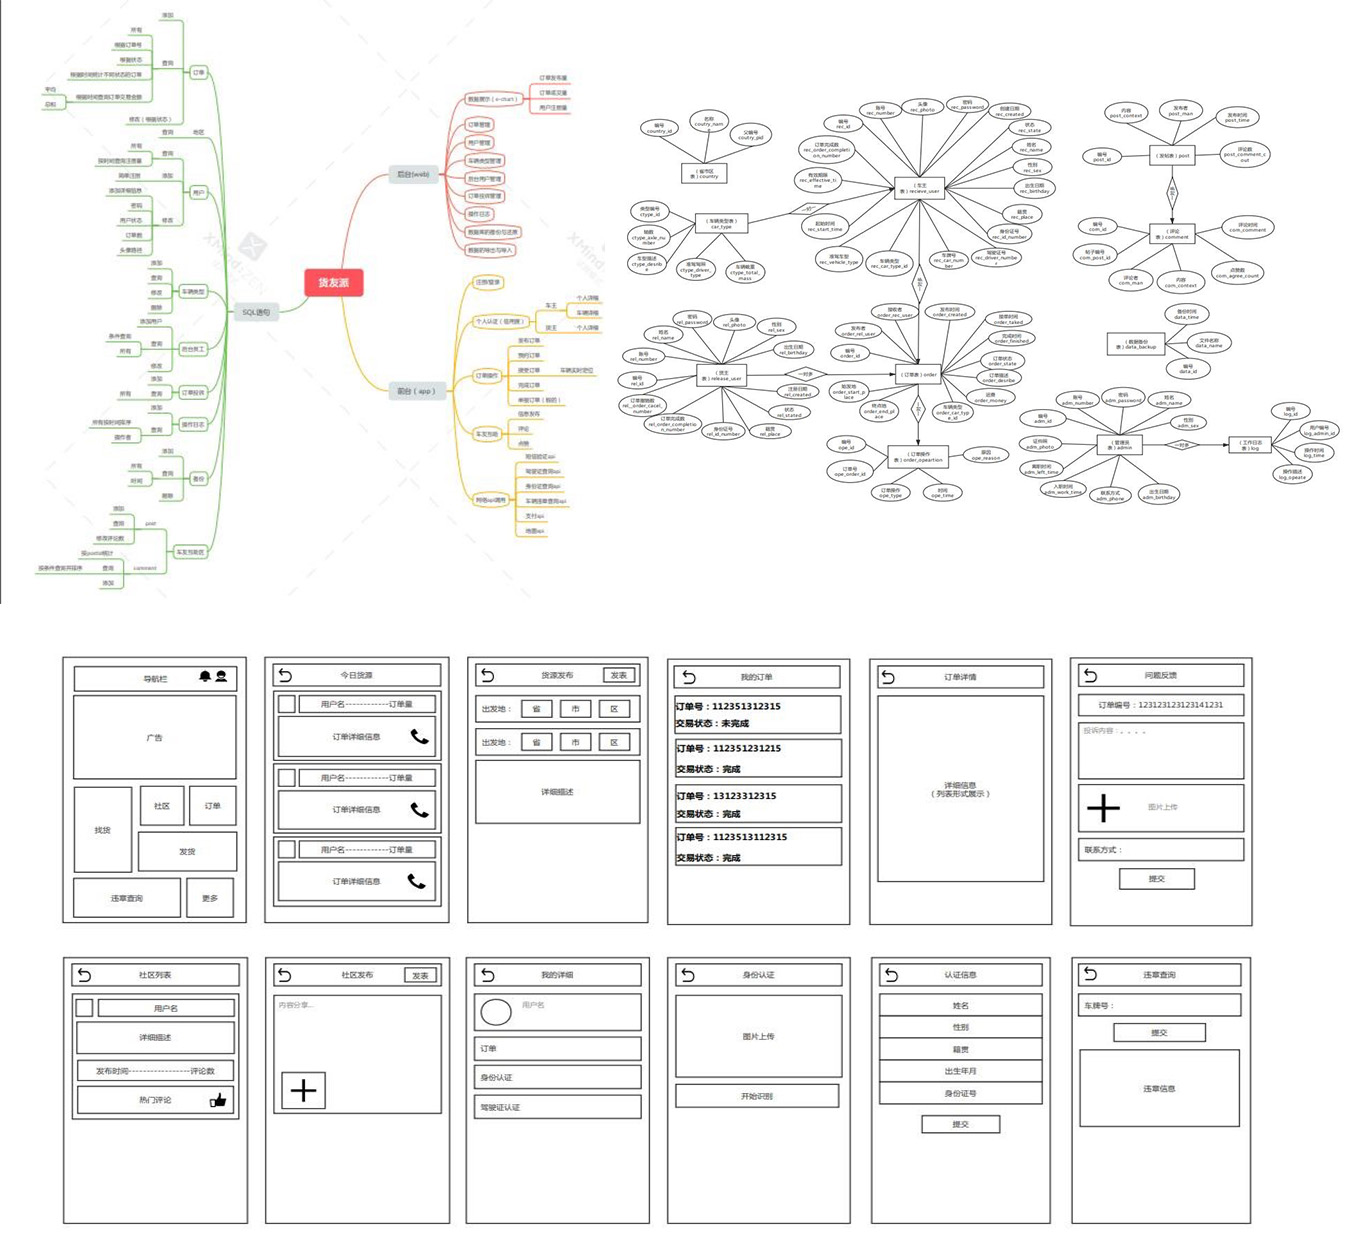 货发派
SQL语句
订单
添加
查询
所有
根据订单号
根据状态
根据时间统计不同状态的订单
根据时间查询订单交易金额
平均
总和
修改（根据状态）
地区
查询
用户
查询
所有
按时间查询注册量
添加
简单注册
添加详细信息
修改
密码
用户状态
订单数
头像路径
车辆类型
添加
查询
修改
删除
后台员工
添加用户
查询
条件查询
所有
修改
订单投诉
添加
查询
所有
操作日志
添加
查询
所有按时间排序
操作者
备份
添加
查询
所有
时间
删除
车友互助区
post
添加
查询
修改评论数
comment
按postid统计
查询
按条件查询并排序
添加
后台(web)
数据展示（e-chart）
订单发布量
订单成交量
用户注册量
订单管理
用户管理
车辆类型管理
后台用户管理
订单投诉管理
操作日志
数据库的备份与还原
数据的导出与导入
前台（app）
注册/登录
车主
个人详细
车辆详细
货主
个人详细
订单操作
发布订单
预约订单
接受订单
车辆实时定位
完成订单
车友互助
信息发布
评论
点赞
网络api调用
短信验证api
驾驶证查询api
身份证查询api
车辆违章查询api
支付api
地图api
编号
country_id
名称
coutry_nam
e
父编号
coutry_pid
（省市区
表）country
类型编号
ctype_id
轴数
ctype_axle_nu
mber
车型描述
ctype_desnb
e
准驾驾照
ctype_driver_
type
车辆载重
ctype_total_
mass
（车辆类型表）
car_type
编号
rec_id
账号
rec_number
头像
rec_photo
密码
rec_password
创建日期
rec_created
状态
rec_state
姓名
rec_name
性别
rec_sex
出生日期
rec_birthday
籍贯
rec_place
身份证号
rec_id_number
驾驶证号
rec_driver_numbe
r
车牌号
rec_car_num
ber
车辆类型
rec_car_type_id
准驾车型
rec_vehicle_type
起始时间
rec_start_time
有效期限
rec_effective_ti
me
订单完成数
rec_order_completi
on_number
（车主
表）recieve_user
内容
post_context
发布者
post_man
发布时间
post_time
评论数
post_comment_c
out
编号
post_id
（发帖表）post
编号
com_id
帖子编号
com_post_id
评论者
com_man
内容
com_context
点赞数
com_agree_count
评论时间
com_comment
（评论
表）comment
备份时间
data_time
文件名称
data_name
编号
data_id
（数据备份
表）data_backup
姓名
rel_name
密码
rel_password
头像
rel_photo
性别
rel_sex
出生日期
rel_birthday
账号
rel_number
编号
rel_id
订单撤销数
rel_order_cacel_
number
订单完成数
rel_order_completio
n_number
身份证号
rel_id_number
籍贯
rel_place
状态
rel_stated
注册日期
rel_created
（货主
表）release_user
一对多
接收者
order_rec_user
发布时间
order_created
接单时间
order_taked
完成时间
order_finished
订单状态
order_state
订单描述
order_desnbe
运费
order_money
车辆类型
order_car_typ
e_id
终点站
order_end_pl
ace
始发地
order_start_p
lace
编号
order_id
发布者
order_rel_user
（订单表）order
编号
ope_id
订单号
ope_order_id
订单操作
ope_type
时间
ope_time
原因
ope_reason
（订单操作
表）order_opeartion
编号
adm_id
账号
adm_number
密码
adm_password
姓名
adm_name
性别
adm_sex
证件照
adm_photo
离职时间
adm_left_time
入职时间
adm_work_time
联系方式
adm_phone
出生日期
adm_birthday
（管理员
表）admin
一对多
（工作日志
表）log
编号
log_id
用户编号
log_admin_id
操作时间
log_time
操作描述
log_opeate
导航栏
广告
找货
社区
订单
发货
违章查询
更多
今日货源
用户名------------订单量
订单详细信息
用户名------------订单量
订单详细信息
用户名------------订单量
订单详细信息
货源发布
发表
出发地：
省
市
区
出发地：
省
市
区
详细描述
我的订单
订单号：112351312315
交易状态：未完成
订单号：112351231215
交易状态：完成
订单号：13123312315
交易状态：完成
订单号：1123513112315
交易状态：完成
订单详情
详细信息
（列表形式展示）
问题反馈
订单编号：123123123123141231
投诉内容：。。。。
图片上传
联系方式：
提交
社区列表
用户名
详细描述
发布时间-----------------评论数
热门评论
社区发布
发表
内容分享...
我的详细
用户名
订单
身份认证
驾驶证认证
身份认证
图片上传
开始识别
认证信息
姓名
性别
籍贯
出生年月
身份证号
提交
违章查询
车牌号：
提交
违章信息